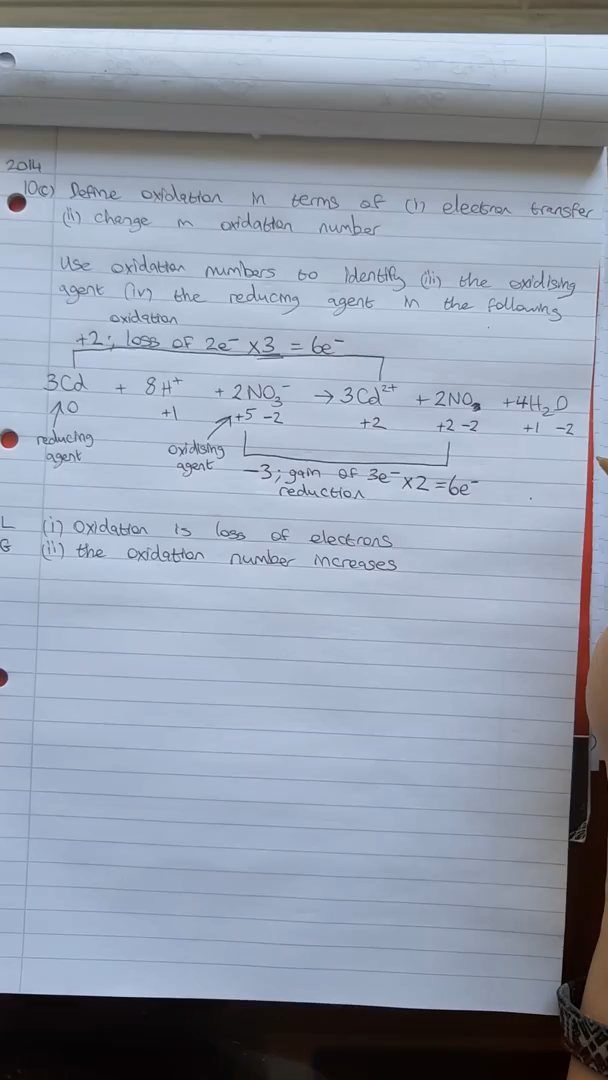 2014
10(c) Define oxidation in terms of (i) electron transfer
(ii) change in oxidation number
Use oxidation numbers to identify (iii) the oxidising
agent (iv) the reducing agent in the following
oxidation
+2; loss of 2e⁻ ×3 = 6e⁻
3Cd + 8H⁺ + 2NO₃⁻ → 3Cd²⁺ + 2NO + 4H₂O
0 +1 +5 -2 +2 +2 -2 +1 -2
reducing agent
oxidising agent
-3; gain of 3e⁻ ×2 = 6e⁻
reduction
L (i) Oxidation is loss of electrons
G (ii) the oxidation number increases